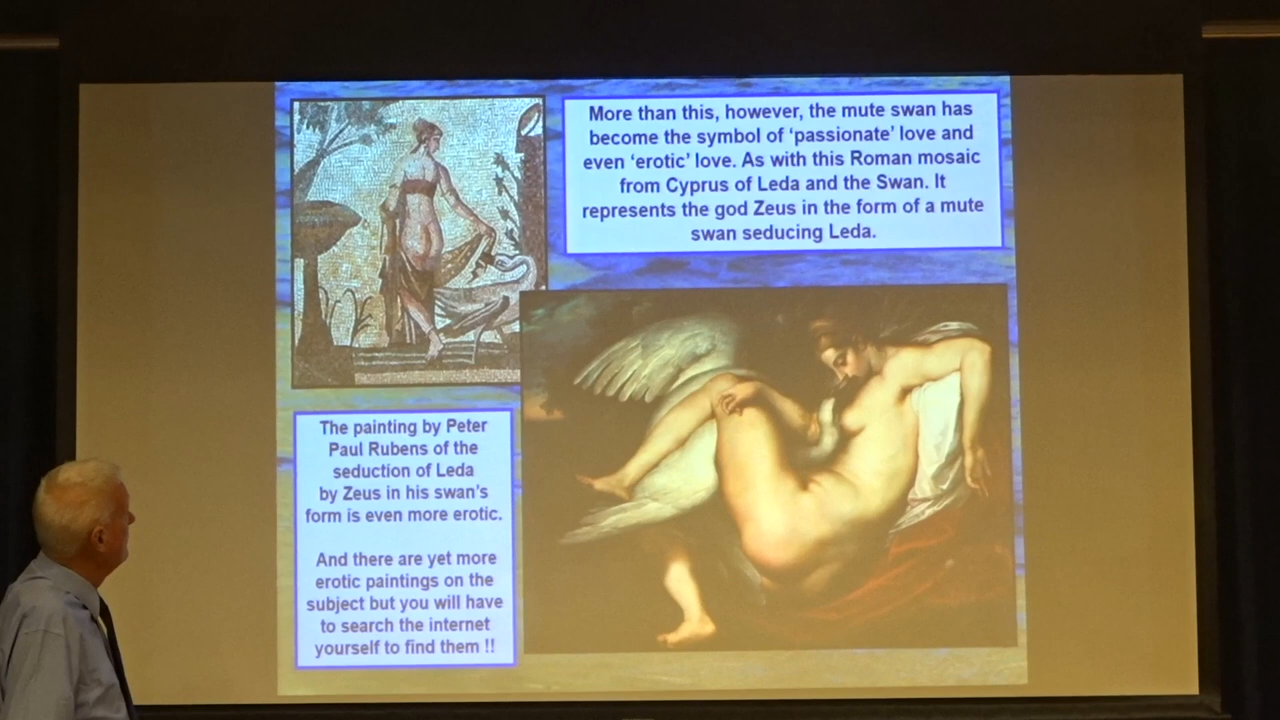 More than this, however, the mute swan has
become the symbol of ‘passionate’ love and
even ‘erotic’ love. As with this Roman mosaic
from Cyprus of Leda and the Swan. It
represents the god Zeus in the form of a mute
swan seducing Leda.
The painting by Peter
Paul Rubens of the
seduction of Leda
by Zeus in his swan’s
form is even more erotic.
And there are yet more
erotic paintings on the
subject but you will have
to search the internet
yourself to find them !!